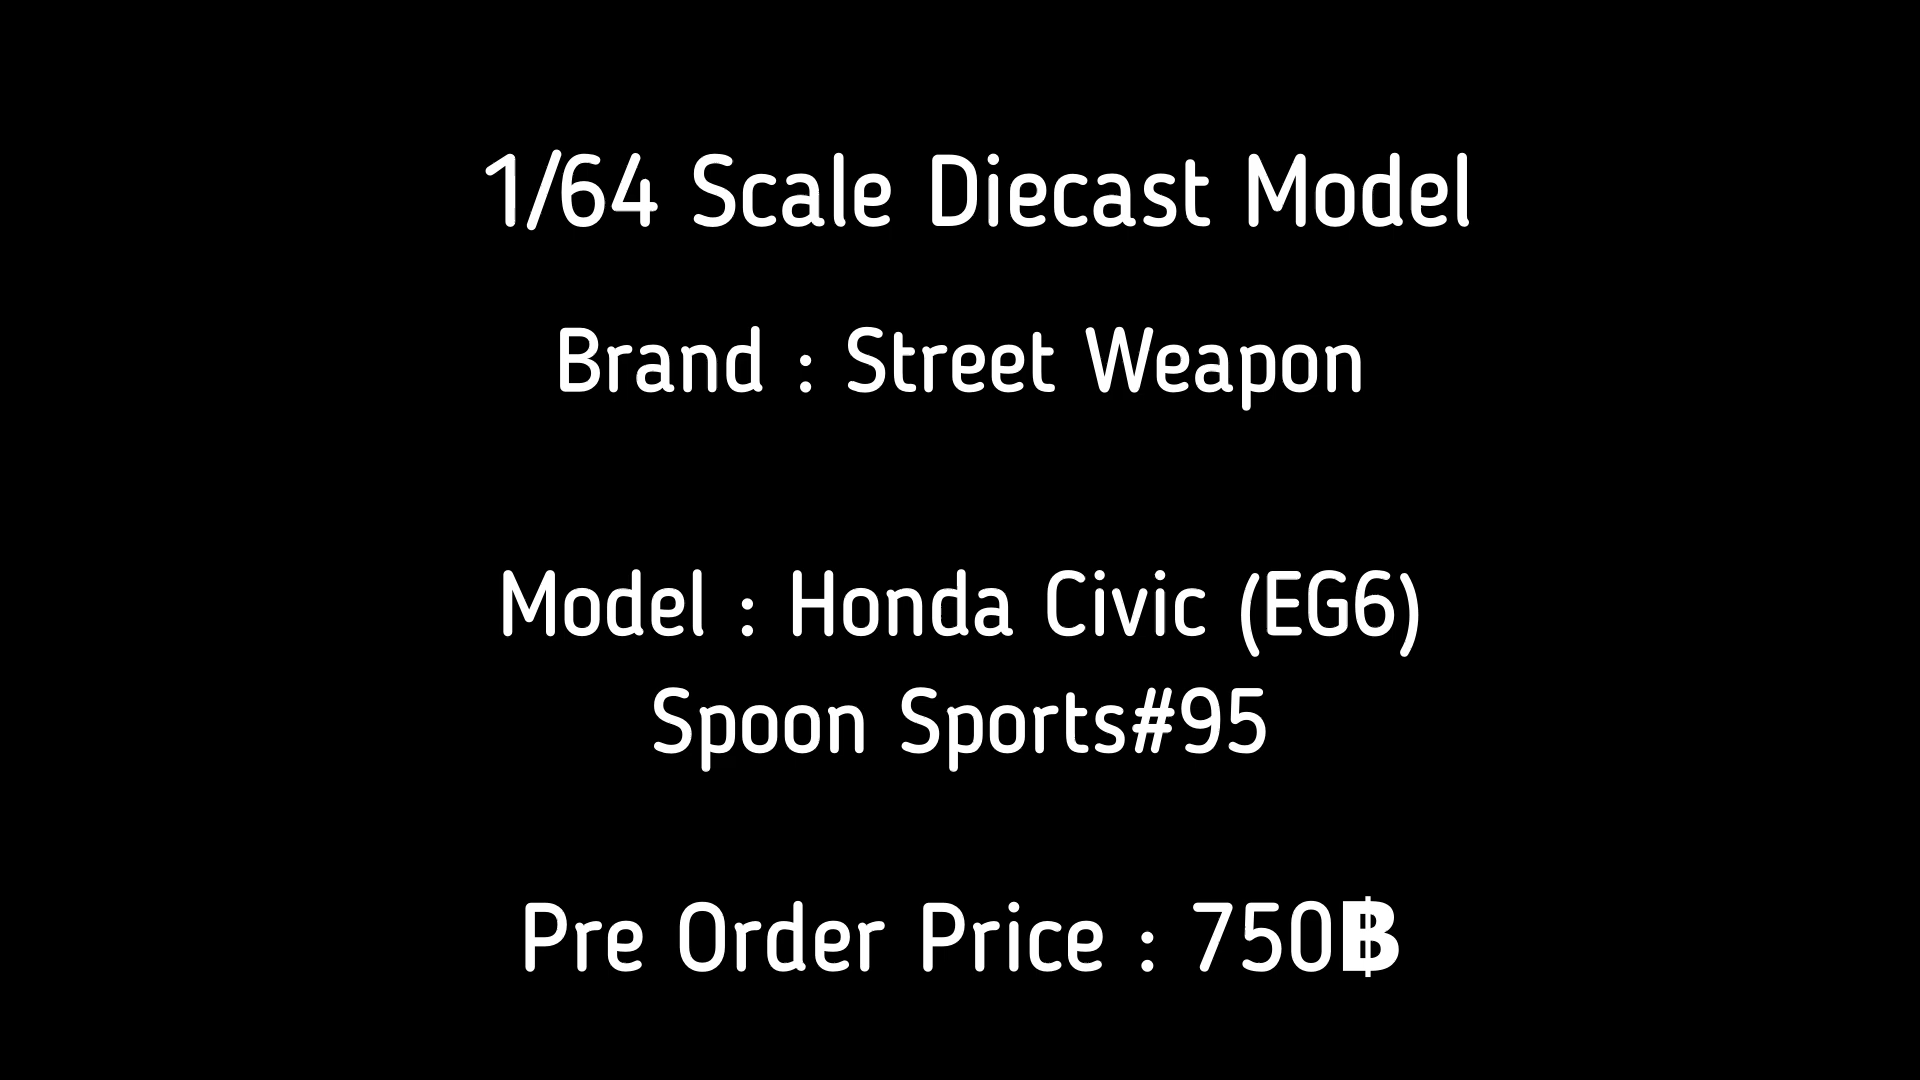 1/64 Scale Diecast Model
Brand : Street Weapon
Model : Honda Civic (EG6)
Spoon Sports#95
Pre Order Price : 750฿